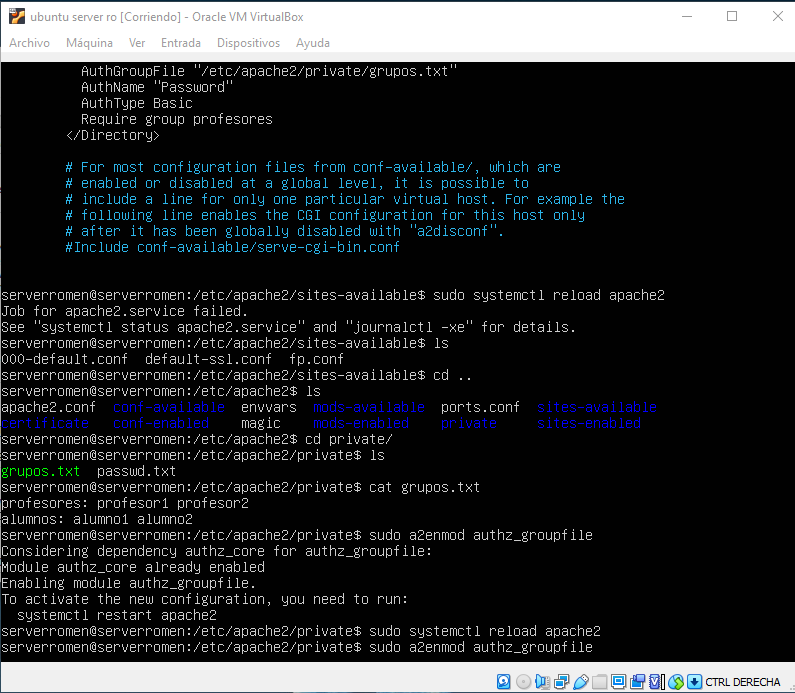 ubuntu server ro [Corriendo] - Oracle VM VirtualBox
Archivo Máquina Ver Entrada Dispositivos Ayuda
AuthGroupFile "/etc/apache2/private/grupos.txt"
AuthName "Password"
AuthType Basic
Require group profesores
</Directory>
# For most configuration files from conf-available/, which are
# enabled or disabled at a global level, it is possible to
# include a line for only one particular virtual host. For example the
# following line enables the CGI configuration for this host only
# after it has been globally disabled with "a2disconf".
#Include conf-available/serve-cgi-bin.conf
serverromen@serverromen:/etc/apache2/sites-available$ sudo systemctl reload apache2
Job for apache2.service failed.
See "systemctl status apache2.service" and "journalctl -xe" for details.
serverromen@serverromen:/etc/apache2/sites-available$ ls
000-default.conf default-ssl.conf fp.conf
serverromen@serverromen:/etc/apache2/sites-available$ cd ..
serverromen@serverromen:/etc/apache2$ ls
apache2.conf conf-available envvars mods-available ports.conf sites-available
certificate conf-enabled magic mods-enabled private sites-enabled
serverromen@serverromen:/etc/apache2$ cd private/
serverromen@serverromen:/etc/apache2/private$ ls
grupos.txt passwd.txt
serverromen@serverromen:/etc/apache2/private$ cat grupos.txt
profesores: profesor1 profesor2
alumnos: alumno1 alumno2
serverromen@serverromen:/etc/apache2/private$ sudo a2enmod authz_groupfile
Considering dependency authz_core for authz_groupfile:
Module authz_core already enabled
Enabling module authz_groupfile.
To activate the new configuration, you need to run:
systemctl restart apache2
serverromen@serverromen:/etc/apache2/private$ sudo systemctl reload apache2
serverromen@serverromen:/etc/apache2/private$ sudo a2enmod authz_groupfile
CTRL DERECHA